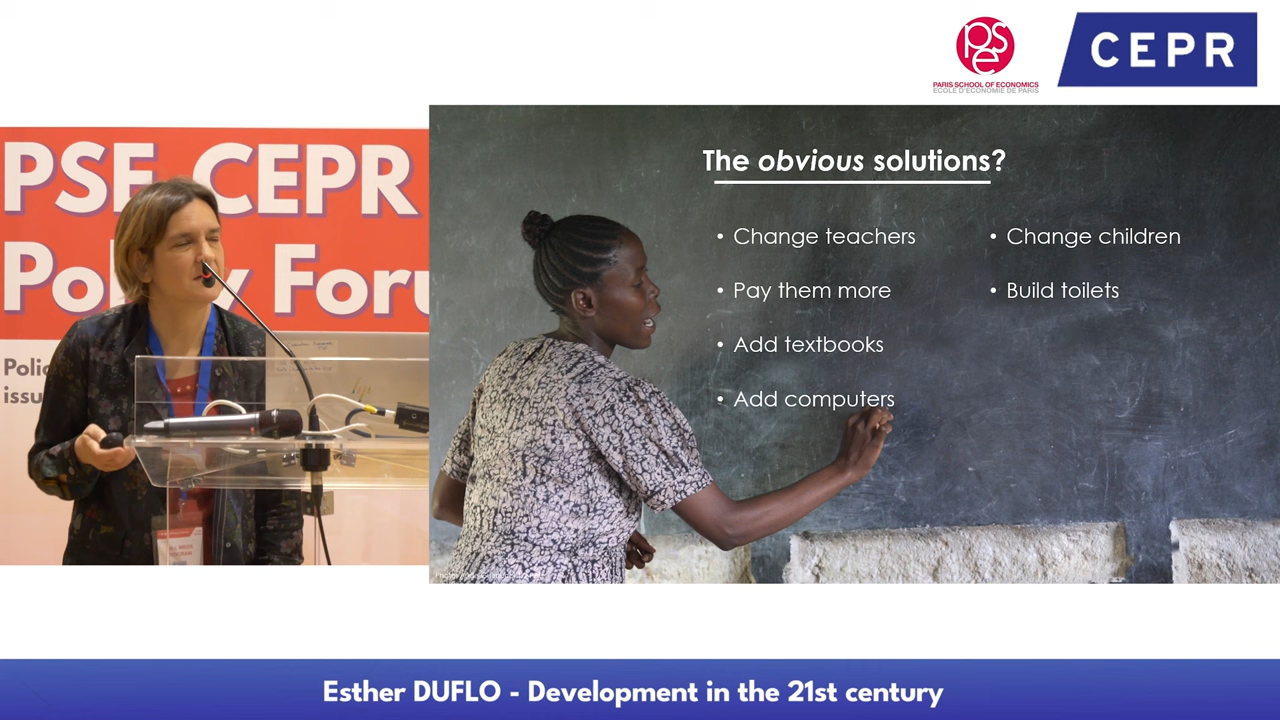 pse
PARIS SCHOOL OF ECONOMICS
ECOLE D'ECONOMIE DE PARIS
CEPR
PSE CEPR
Policy Foru
Polic
issu
The obvious solutions?
• Change teachers
• Pay them more
• Add textbooks
• Add computers
• Change children
• Build toilets
Esther DUFLO - Development in the 21st century